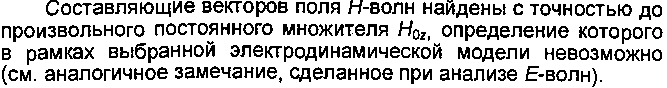 Составляющие векторов поля H-волн найдены с точностью до
произвольного постоянного множителя H₀z, определение которого
в рамках выбранной электродинамической модели невозможно
(см. аналогичное замечание, сделанное при анализе E-волн).